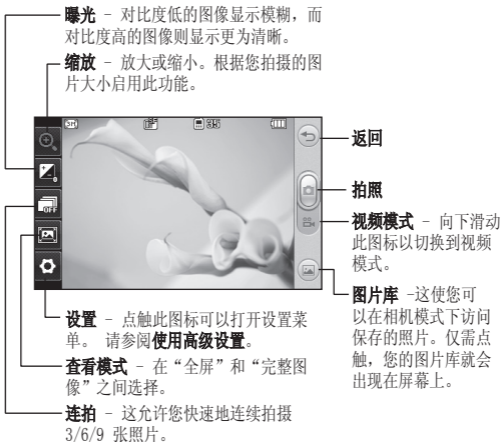 曝光 - 对比度低的图像显示模糊，而
对比度高的图像则显示更为清晰。
缩放 - 放大或缩小。根据您拍摄的图
片大小启用此功能。
返回
拍照
视频模式 - 向下滑动
此图标以切换到视频
模式。
图片库 -这使您可
以在相机模式下访问
保存的照片。仅需点
触，您的图片库就会
出现在屏幕上。
设置 - 点触此图标可以打开设置菜
单。 请参阅使用高级设置。
查看模式 - 在“全屏”和“完整图
像”之间选择。
连拍 - 这允许您快速地连续拍摄
3/6/9 张照片。
OFF